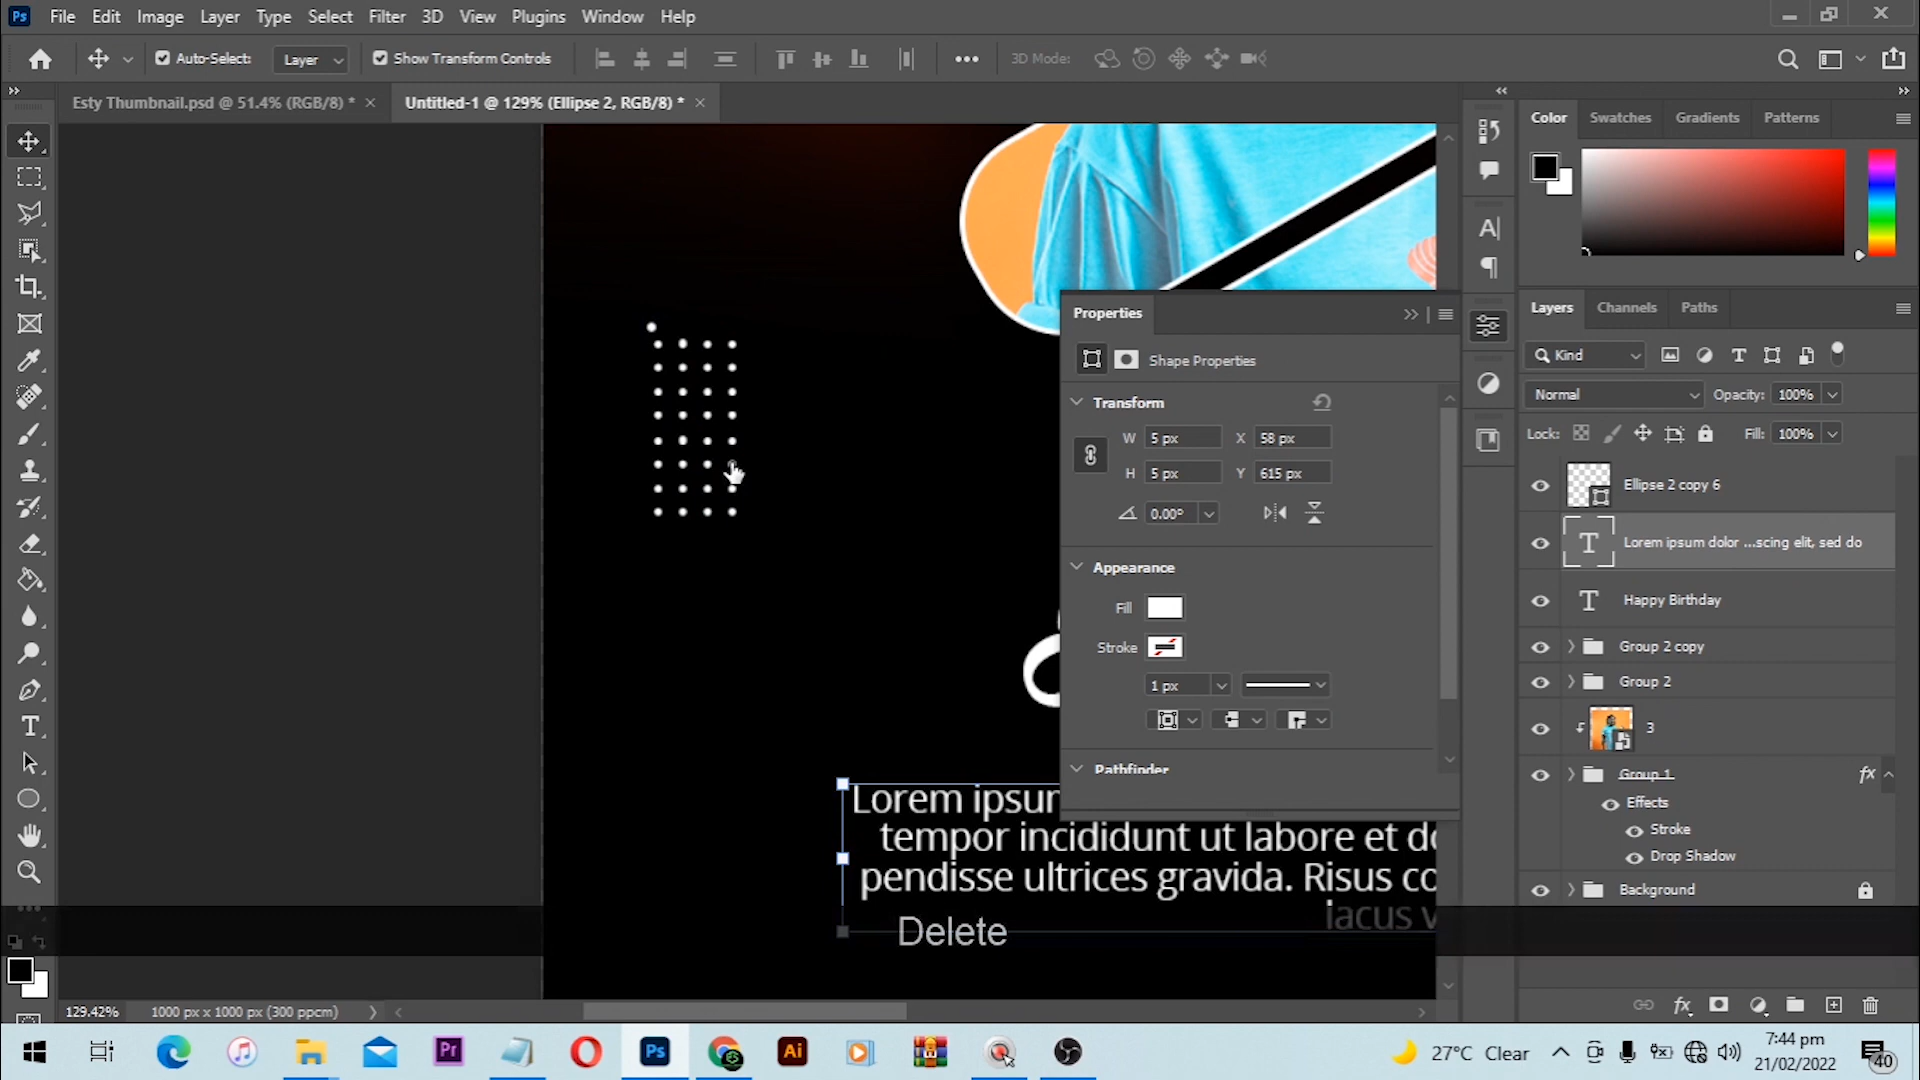 Ps File Edit Image Layer Type Select Filter 3D View Plugins Window Help
Auto-Select: Layer Show Transform Controls 3D Mode:
Esty Thumbnail.psd @ 51.4% (RGB/8) * Untitled-1 @ 129% (Ellipse 2, RGB/8) *
Color Swatches Gradients Patterns
Properties
Shape Properties
Transform
W 5 px X 58 px
H 5 px Y 615 px
0.00°
Appearance
Fill
Stroke
1 px
Pathfinder
Layers Channels Paths
Kind
Normal Opacity: 100%
Lock: Fill: 100%
Ellipse 2 copy 6
Lorem ipsum dolor ...scing elit, sed do
Happy Birthday
Group 2 copy
Group 2
3
Group 1 fx
Effects
Stroke
Drop Shadow
Background
Lorem ipsum
tempor incididunt ut labore et do
pendisse ultrices gravida. Risus co
lacus v
Delete
129.42% 1000 px x 1000 px (300 ppcm)
Pr Ps Ai
27°C Clear
7:44 pm
21/02/2022
40